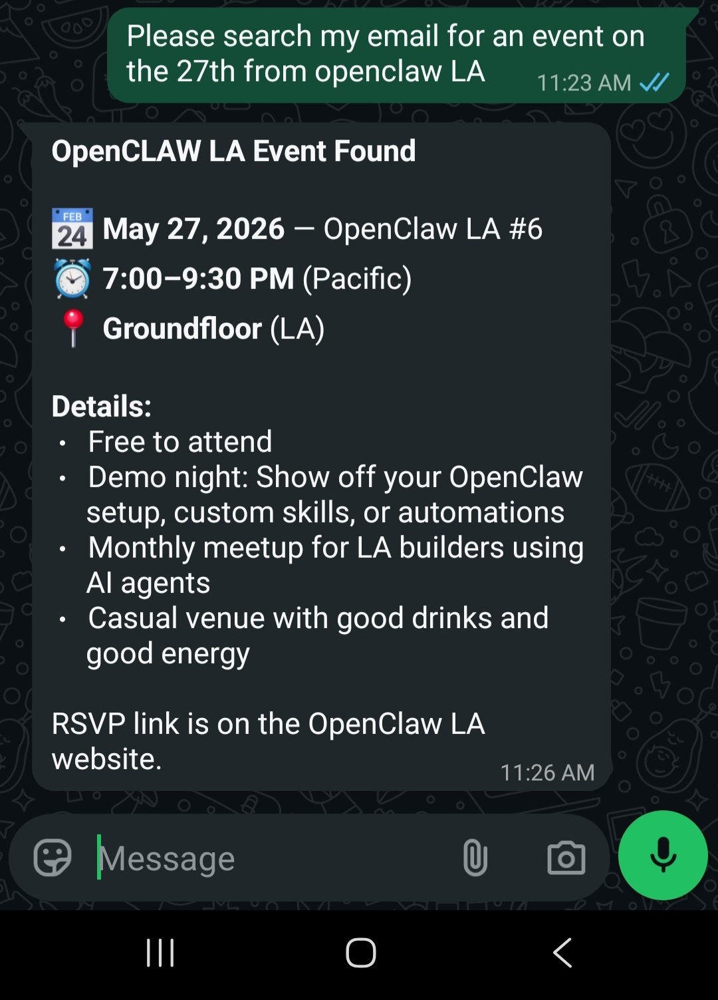 Please search my email for an event on
the 27th from openclaw LA
11:23 AM
OpenCLAW LA Event Found
FEB
24
May 27, 2026 — OpenClaw LA #6
7:00–9:30 PM (Pacific)
Groundfloor (LA)
Details:
• Free to attend
• Demo night: Show off your OpenClaw
setup, custom skills, or automations
• Monthly meetup for LA builders using
AI agents
• Casual venue with good drinks and
good energy
RSVP link is on the OpenClaw LA
website.
11:26 AM
Message